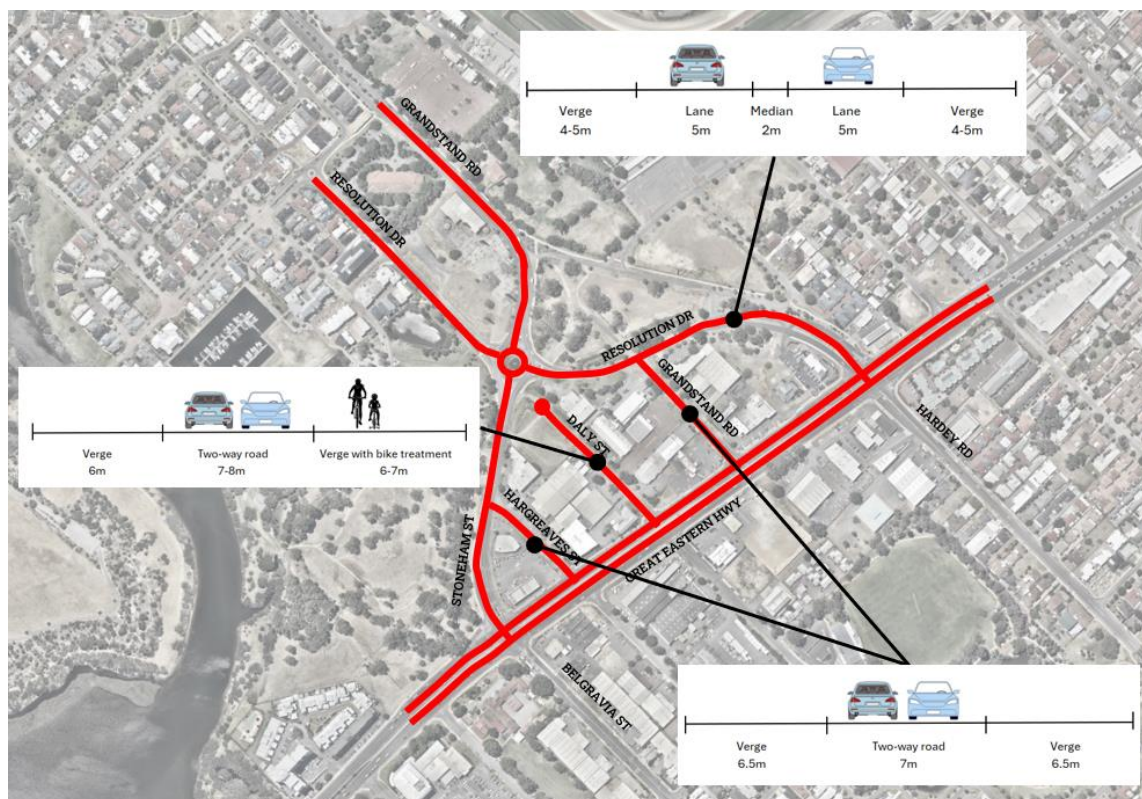 Verge
4-5m
Lane
5m
Median
2m
Lane
5m
Verge
4-5m
GRANDSTAND RD
RESOLUTION DR
RESOLUTION DR
GRANDSTAND RD
HARDEY RD
Verge
6m
Two-way road
7-8m
Verge with bike treatment
6-7m
DALY ST
HARGREAVES ST
STONEHAM ST
GREAT EASTERN HWY
BELGRAVIA ST
Verge
6.5m
Two-way road
7m
Verge
6.5m